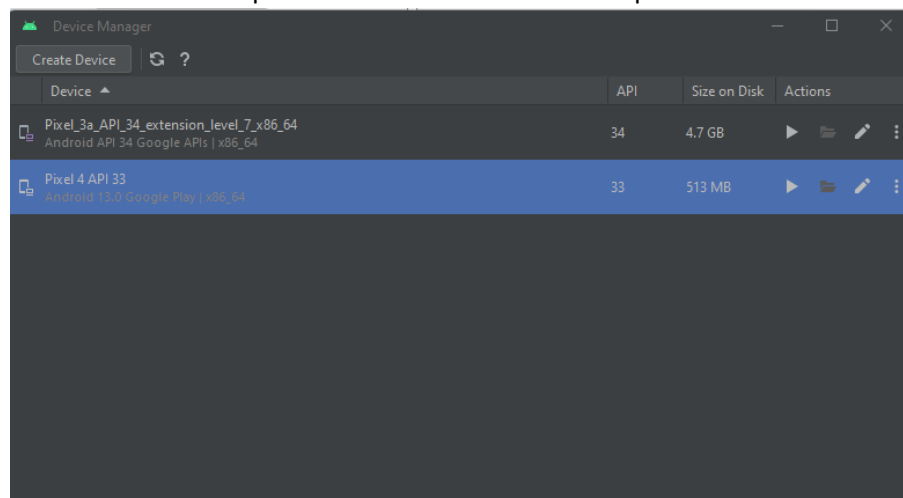 Device Manager
Create Device ?
Device API Size on Disk Actions
Pixel_3a_API_34_extension_level_7_x86_64
Android API 34 Google APIs | x86_64
34 4.7 GB
Pixel 4 API 33
Android 13.0 Google Play | x86_64
33 513 MB